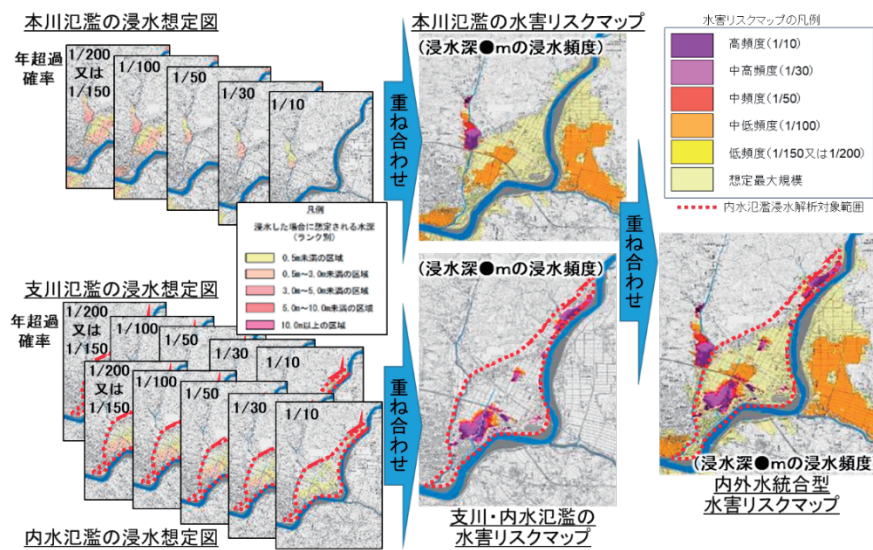 本川氾濫の浸水想定図
年超過
確率
1/200
又は
1/150
1/100
1/50
1/30
1/10
重ね合わせ
本川氾濫の水害リスクマップ
(浸水深●mの浸水頻度)
水害リスクマップの凡例
高頻度(1/10)
中高頻度(1/30)
中頻度(1/50)
中低頻度(1/100)
低頻度(1/150又は1/200)
想定最大規模
内水氾濫浸水解析対象範囲
凡例
浸水した場合に想定される水深
(ランク別)
0.5m未満の区域
0.5m~3.0m未満の区域
3.0m~5.0m未満の区域
5.0m~10.0m未満の区域
10.0m以上の区域
支川氾濫の浸水想定図
年超過
確率
1/200
又は
1/150
1/100
1/50
1/30
1/10
1/200
又は
1/150
1/100
1/50
1/30
1/10
内水氾濫の浸水想定図
重ね合わせ
(浸水深●mの浸水頻度)
支川・内水氾濫の
水害リスクマップ
重ね合わせ
(浸水深●mの浸水頻度
内外水統合型
水害リスクマップ